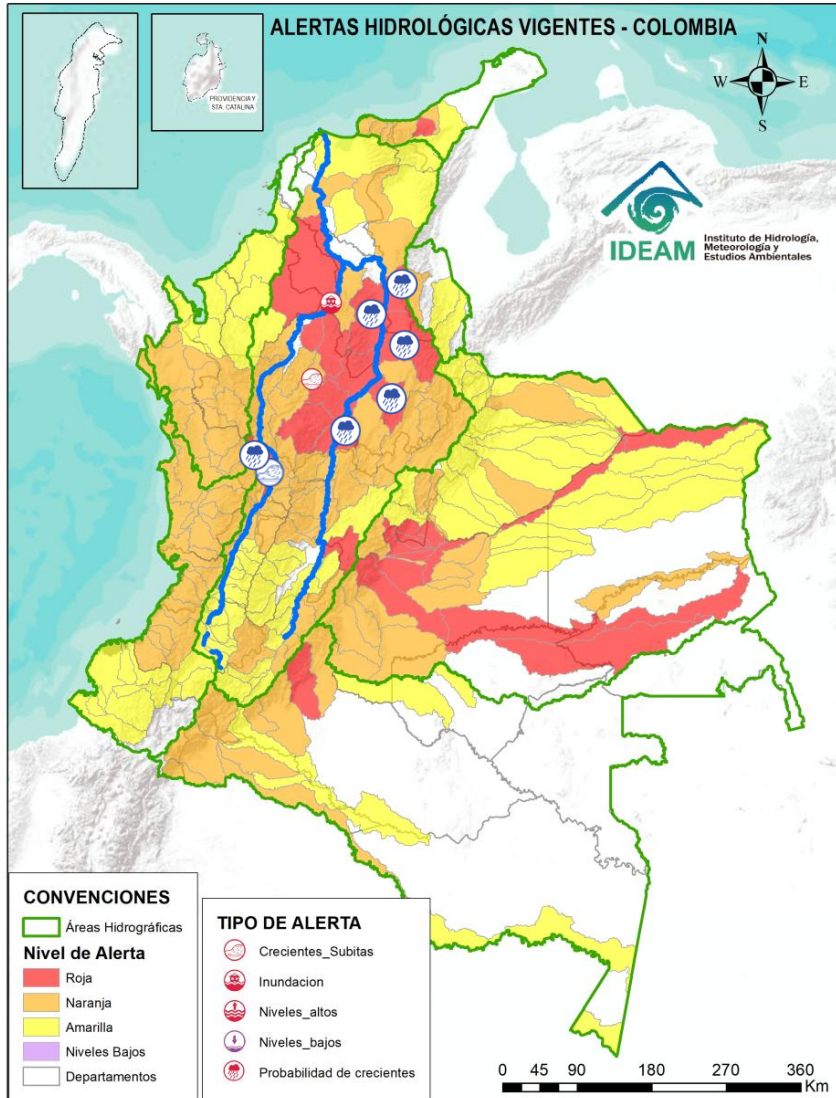 ALERTAS HIDROLÓGICAS VIGENTES - COLOMBIA
PROVIDENCIA Y
STA. CATALINA
N
W
E
S
IDEAM
Instituto de Hidrología,
Meteorología y
Estudios Ambientales
CONVENCIONES
Áreas Hidrográficas
Nivel de Alerta
Roja
Naranja
Amarilla
Niveles Bajos
Departamentos
TIPO DE ALERTA
Crecientes_Subitas
Inundacion
Niveles_altos
Niveles_bajos
Probabilidad de crecientes
0 45 90 180 270 360
Km